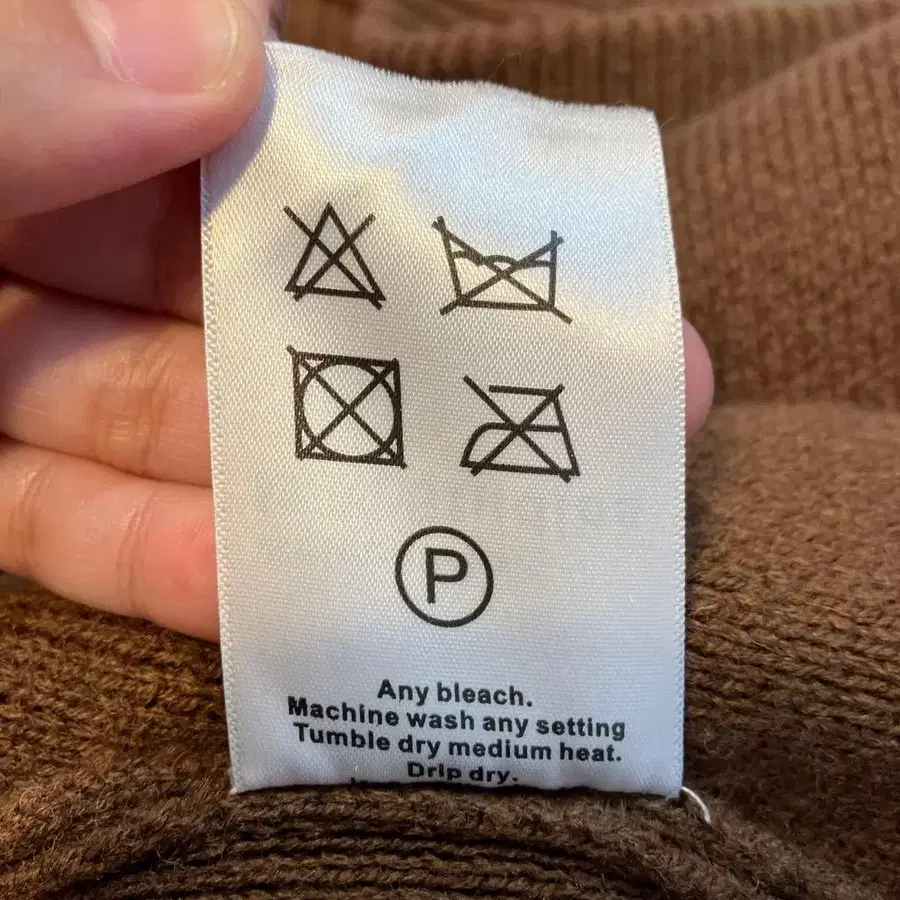 P
Any bleach.
Machine wash any setting
Tumble dry medium heat.
Drip dry.